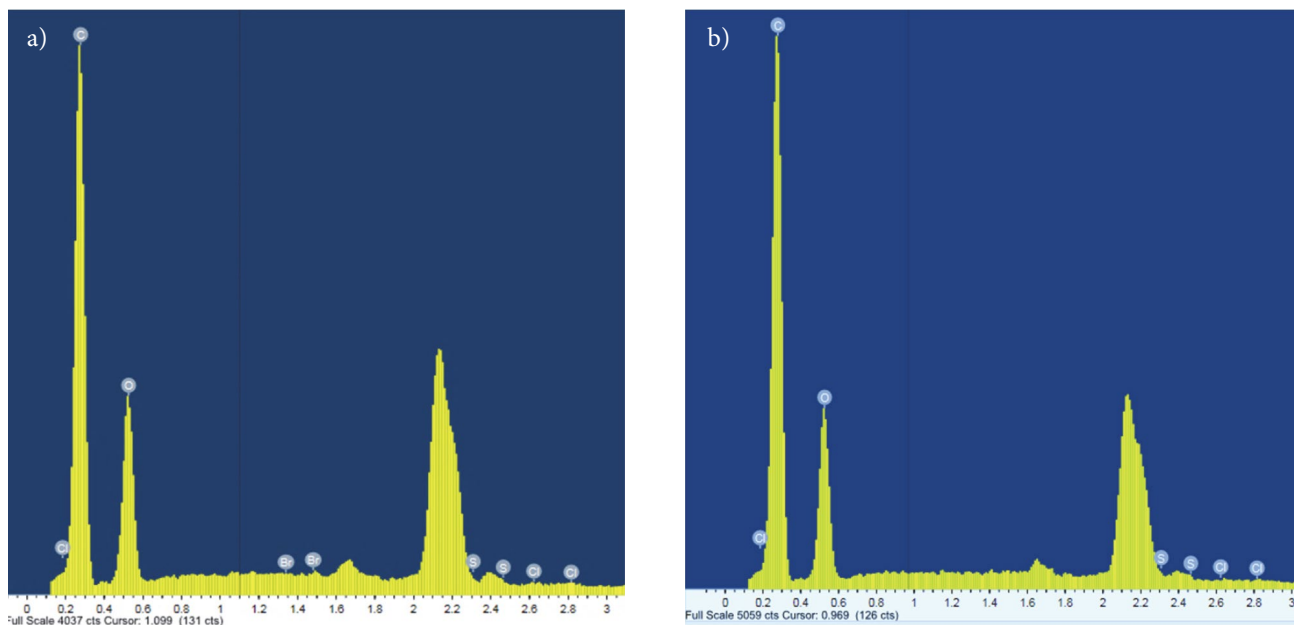 a)
C
O
Cl
Br
Br
S
S
Cl
Cl
0 0.2 0.4 0.6 0.8 1 1.2 1.4 1.6 1.8 2 2.2 2.4 2.6 2.8 3
Full Scale 4037 cts Cursor: 1.099 (131 cts)
b)
C
O
Cl
S
S
Cl
Cl
0 0.2 0.4 0.6 0.8 1 1.2 1.4 1.6 1.8 2 2.2 2.4 2.6 2.8 3
Full Scale 5059 cts Cursor: 0.969 (126 cts)